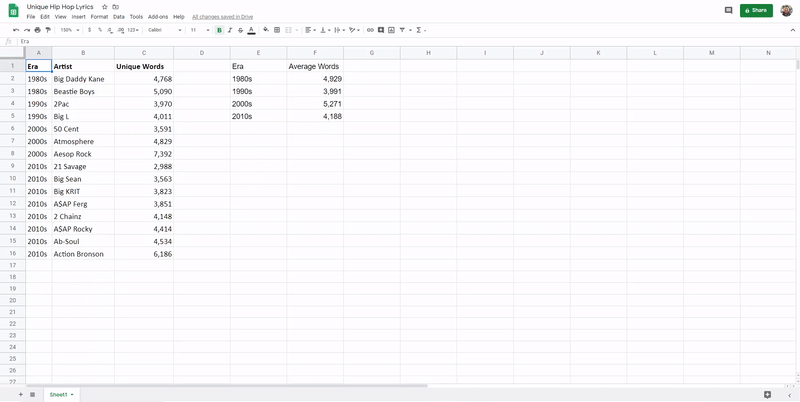 Unique Hip Hop Lyrics
File Edit View Insert Format Data Tools Add-ons Help All changes saved in Drive
Share
150% $ % .0 .00 123 Calibri 11 B I S A
fx Era
A B C D E F G H I J K L M N
1 Era Artist Unique Words Era Average Words
2 1980s Big Daddy Kane 4,768 1980s 4,929
3 1980s Beastie Boys 5,090 1990s 3,991
4 1990s 2Pac 3,970 2000s 5,271
5 1990s Big L 4,011 2010s 4,188
6 2000s 50 Cent 3,591
7 2000s Atmosphere 4,829
8 2000s Aesop Rock 7,392
9 2010s 21 Savage 2,988
10 2010s Big Sean 3,563
11 2010s Big KRIT 3,823
12 2010s A$AP Ferg 3,851
13 2010s 2 Chainz 4,148
14 2010s A$AP Rocky 4,414
15 2010s Ab-Soul 4,534
16 2010s Action Bronson 6,186
17
18
19
20
21
22
23
24
25
26
27
Sheet1